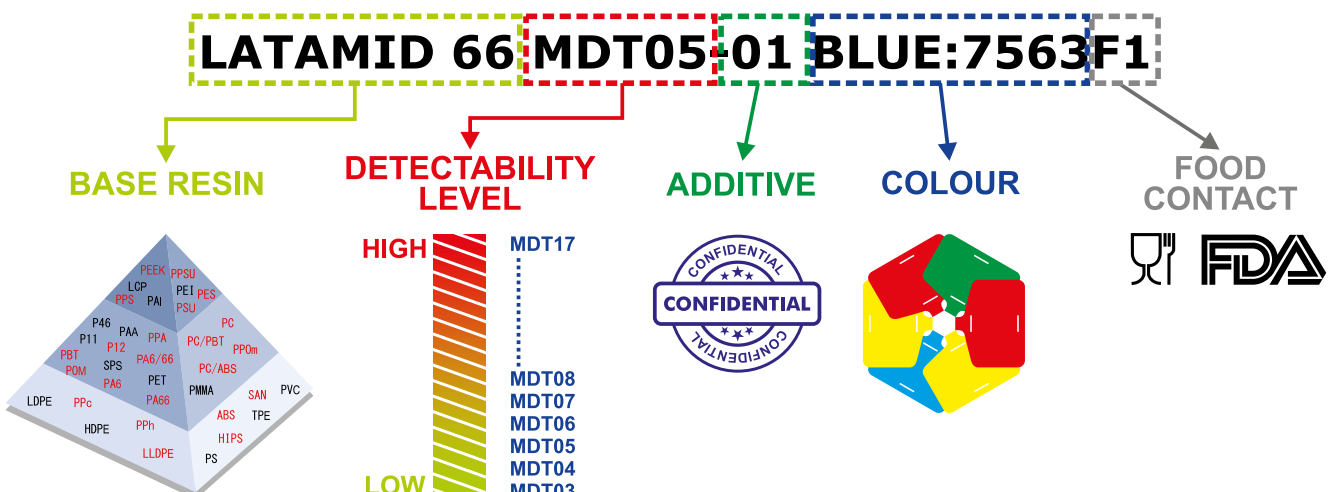 LATAMID 66 MDT05-01 BLUE:7563F1
BASE RESIN
DETECTABILITY
LEVEL
ADDITIVE
COLOUR
FOOD
CONTACT
PEEK
PPSU
LCP
PEI
PPS
PAI
PES
PSU
P46
PAA
P11
P12
PPA
PBT
SPS
PA6/66
POM
PA6
PET
PA66
PC
PC/PBT
PPOm
PC/ABS
PMMA
LDPE
PPc
HDPE
PPh
LLDPE
SAN
PVC
ABS
TPE
HIPS
PS
HIGH
LOW
MDT17
MDT08
MDT07
MDT06
MDT05
MDT04
MDT03
CONFIDENTIAL
CONFIDENTIAL
CONFIDENTIAL
CONFIDENTIAL
FDA